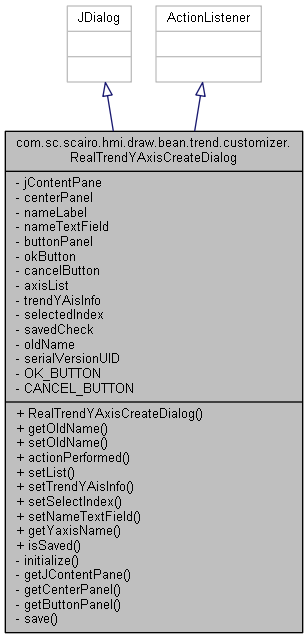 JDialog
ActionListener
com.sc.scairo.hmi.draw.bean.trend.customizer.
RealTrendYAxisCreateDialog
- jContentPane
- centerPanel
- nameLabel
- nameTextField
- buttonPanel
- okButton
- cancelButton
- axisList
- trendYAisInfo
- selectedIndex
- savedCheck
- oldName
- serialVersionUID
- OK_BUTTON
- CANCEL_BUTTON
+ RealTrendYAxisCreateDialog()
+ getOldName()
+ setOldName()
+ actionPerformed()
+ setList()
+ setTrendYAisInfo()
+ setSelectIndex()
+ setNameTextField()
+ getYaxisName()
+ isSaved()
- initialize()
- getJContentPane()
- getCenterPanel()
- getButtonPanel()
- save()